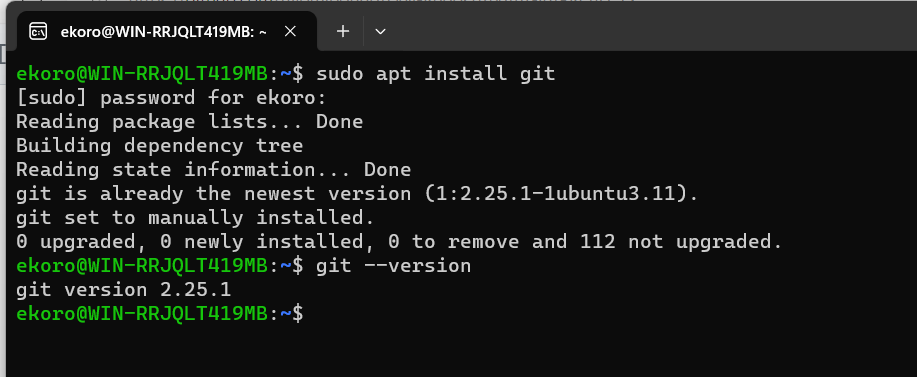 ekoro@WIN-RRJQLT419MB: ~
ekoro@WIN-RRJQLT419MB:~$ sudo apt install git
[sudo] password for ekoro:
Reading package lists... Done
Building dependency tree
Reading state information... Done
git is already the newest version (1:2.25.1-1ubuntu3.11).
git set to manually installed.
0 upgraded, 0 newly installed, 0 to remove and 112 not upgraded.
ekoro@WIN-RRJQLT419MB:~$ git --version
git version 2.25.1
ekoro@WIN-RRJQLT419MB:~$